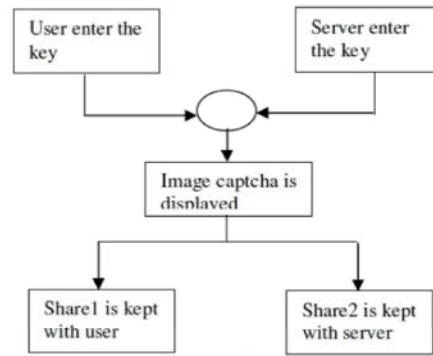 User enter the
key
Server enter
the key
Image captcha is
displayed
Share1 is kept
with user
Share2 is kept
with server